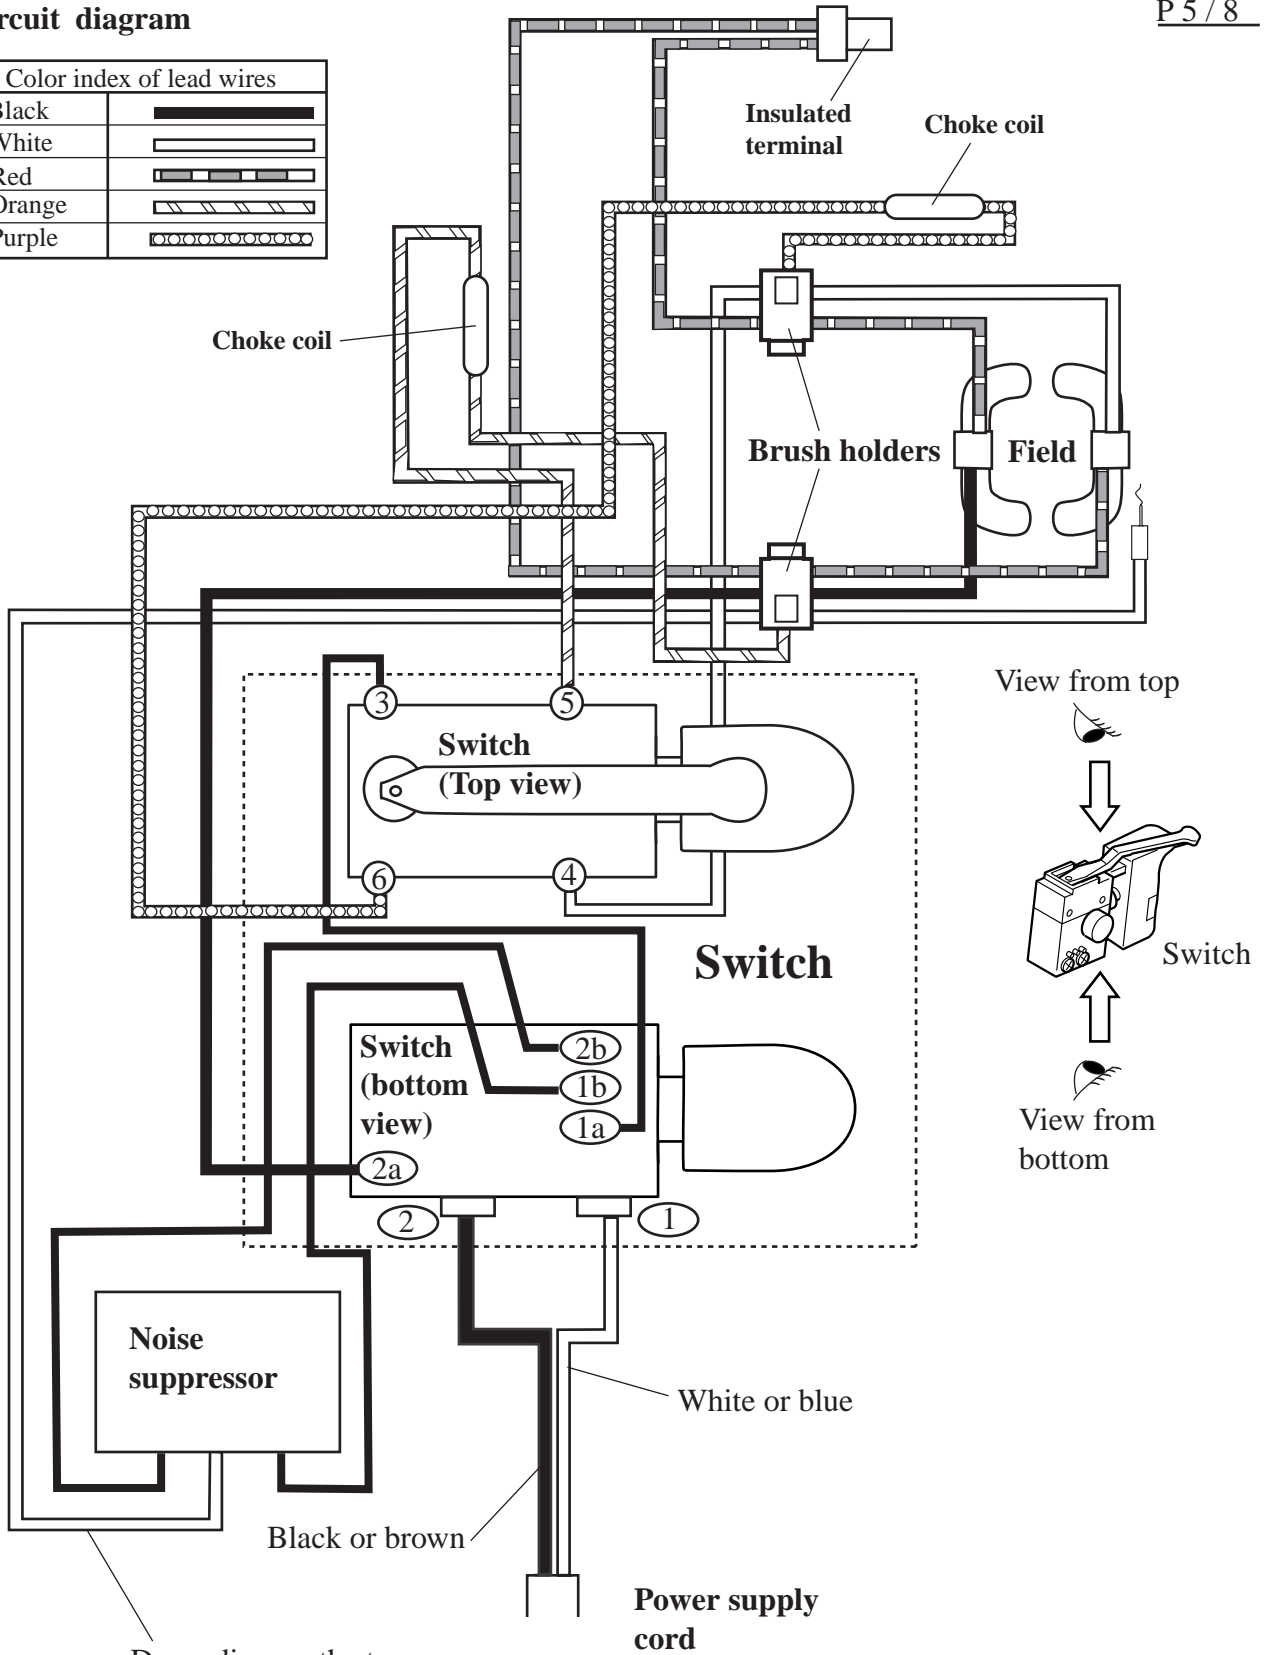 rcuit diagram
P 5 / 8
Color index of lead wires
Black
White
Red
Orange
Purple
Insulated
terminal
Choke coil
Choke coil
Brush holders
Field
View from top
3
5
Switch
(Top view)
6
4
Switch
Switch
Switch
(bottom
view)
2b
1b
1a
2a
2
1
View from
bottom
Noise
suppressor
White or blue
Black or brown
Power supply
cord